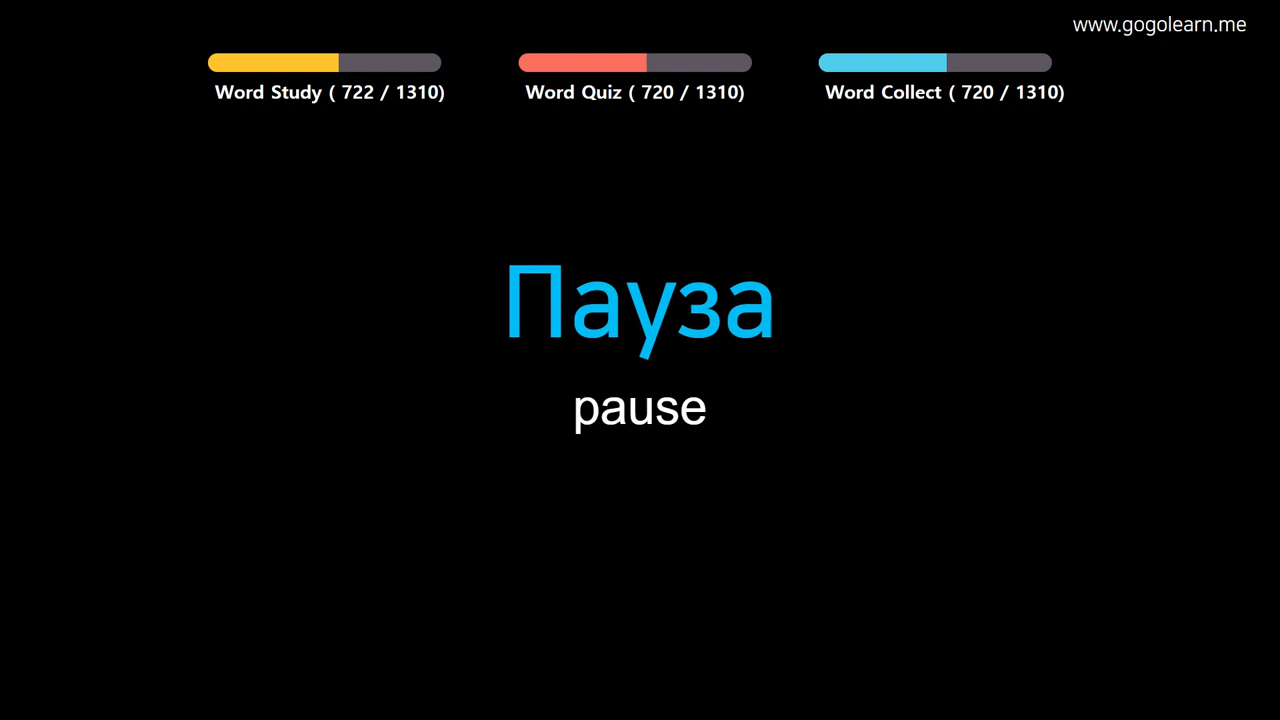 www.gogolearn.me
Word Study ( 722 / 1310)
Word Quiz ( 720 / 1310)
Word Collect ( 720 / 1310)
Пауза
pause